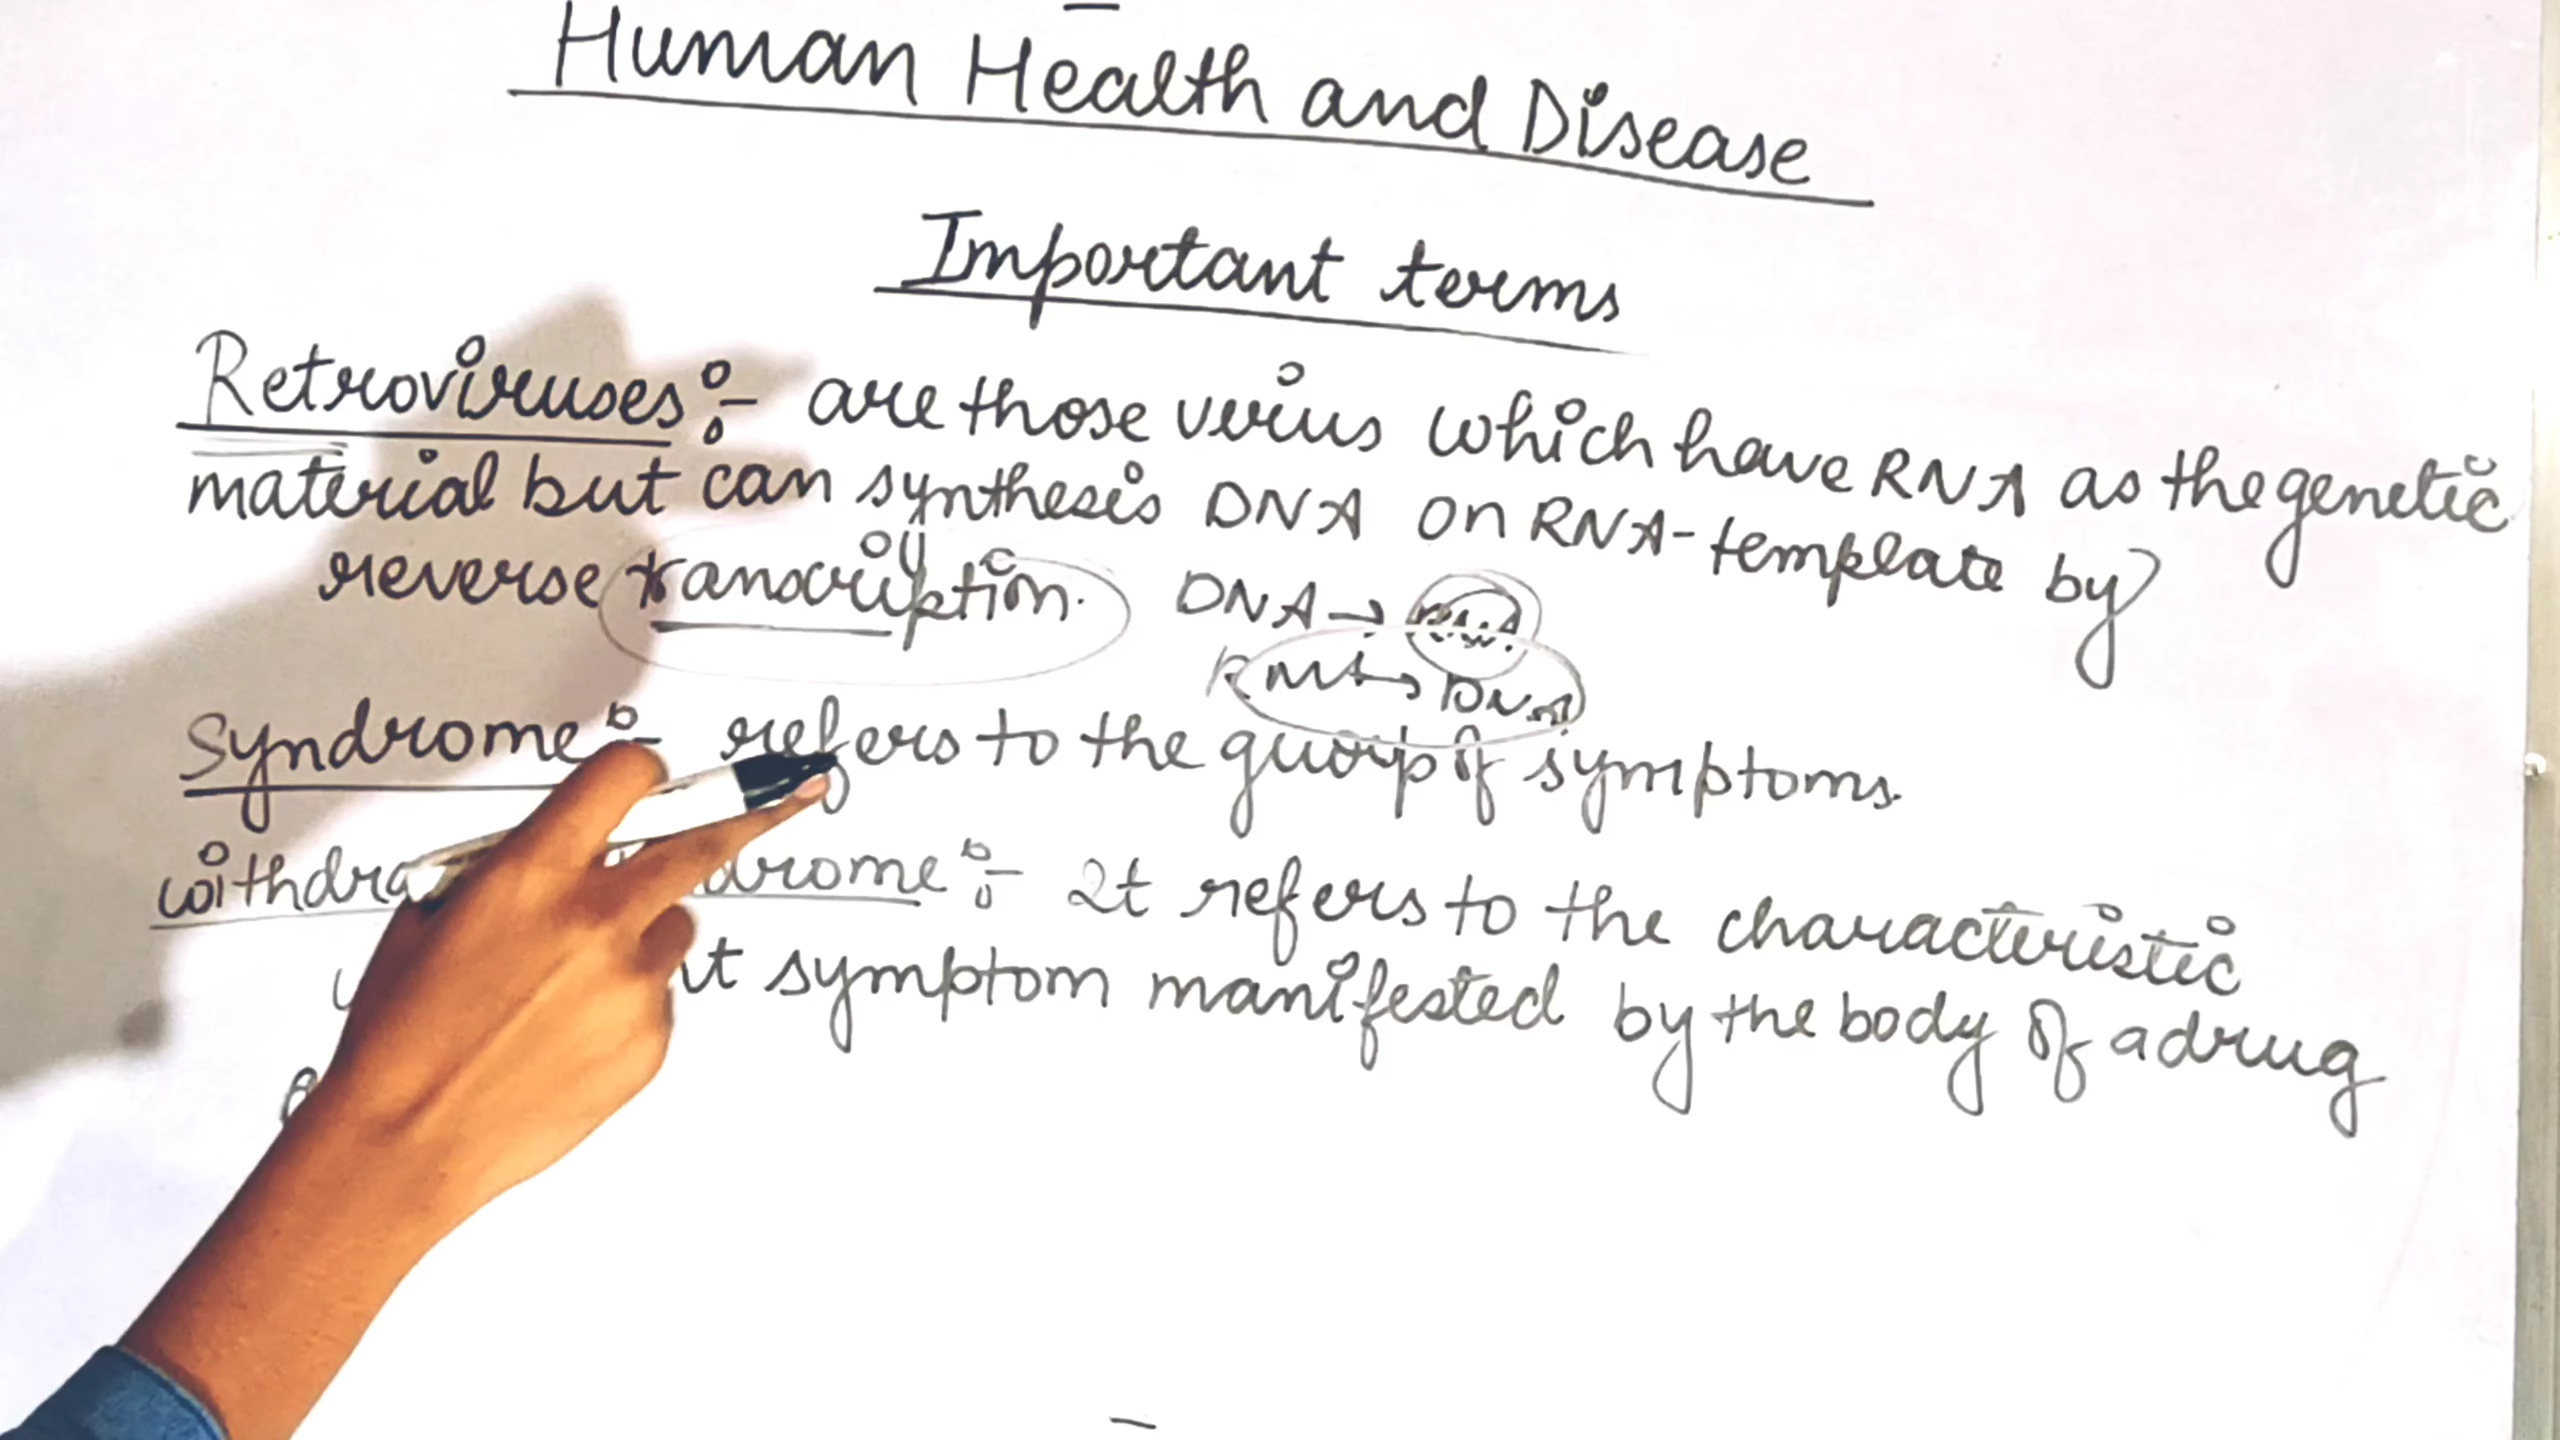 Human Health and Disease
Important terms
Retroviruses:- are those virus which have RNA as the genetic
material but can synthesis DNA on RNA-template by
reverse transcription.
DNA →
RNA → DNA
Syndrome:- refers to the group of symptoms.
withdra drome:- It refers to the characteristic
symptom manifested by the body of a drug